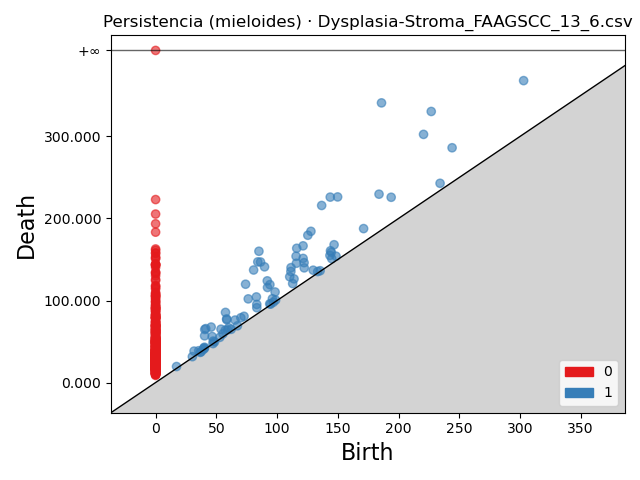 Persistencia (mieloides) · Dysplasia-Stroma_FAAGSCC_13_6.csv
+∞
300.000
200.000
100.000
0.000
Death
0
1
0 50 100 150 200 250 300 350
Birth